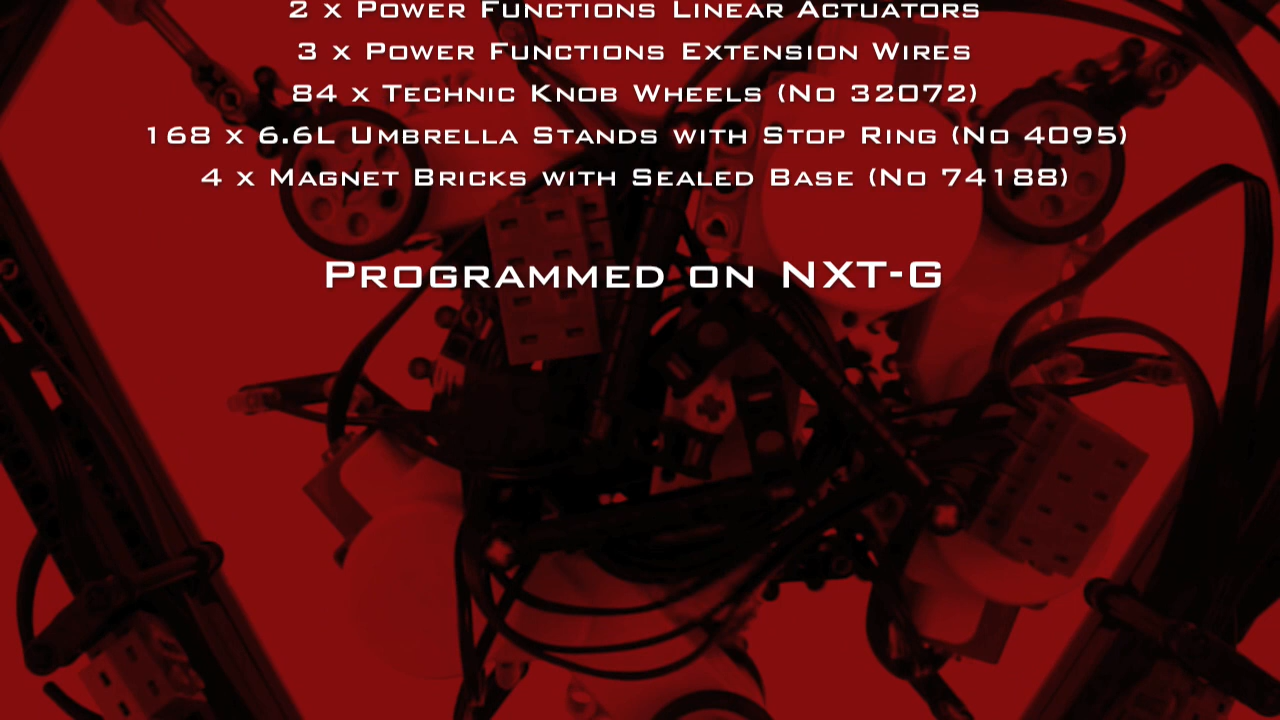 2 x Power Functions Linear Actuators
3 x Power Functions Extension Wires
84 x Technic Knob Wheels (No 32072)
168 x 6.6L Umbrella Stands with Stop Ring (No 4095)
4 x Magnet Bricks with Sealed Base (No 74188)
Programmed on NXT-G